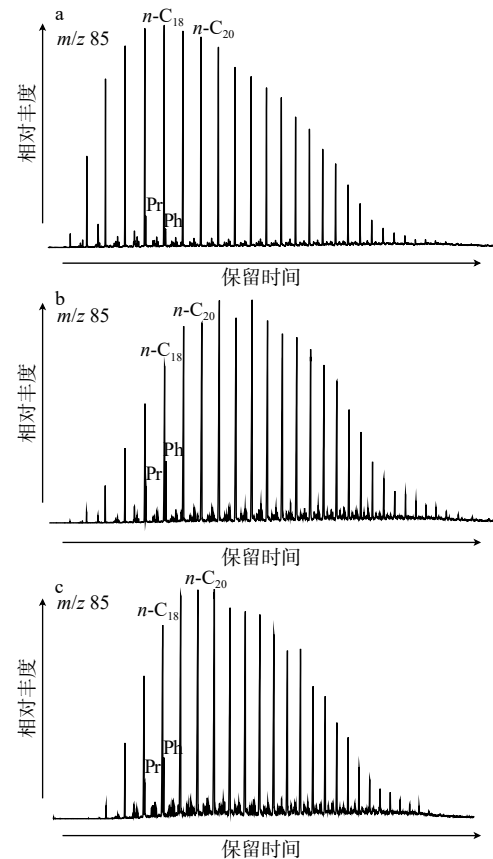 a
m/z 85
n-C₁₈
n-C₂₀
Pr
Ph
相对丰度
保留时间
b
m/z 85
n-C₂₀
n-C₁₈
Ph
Pr
相对丰度
保留时间
c
m/z 85
n-C₂₀
n-C₁₈
Ph
Pr
相对丰度
保留时间